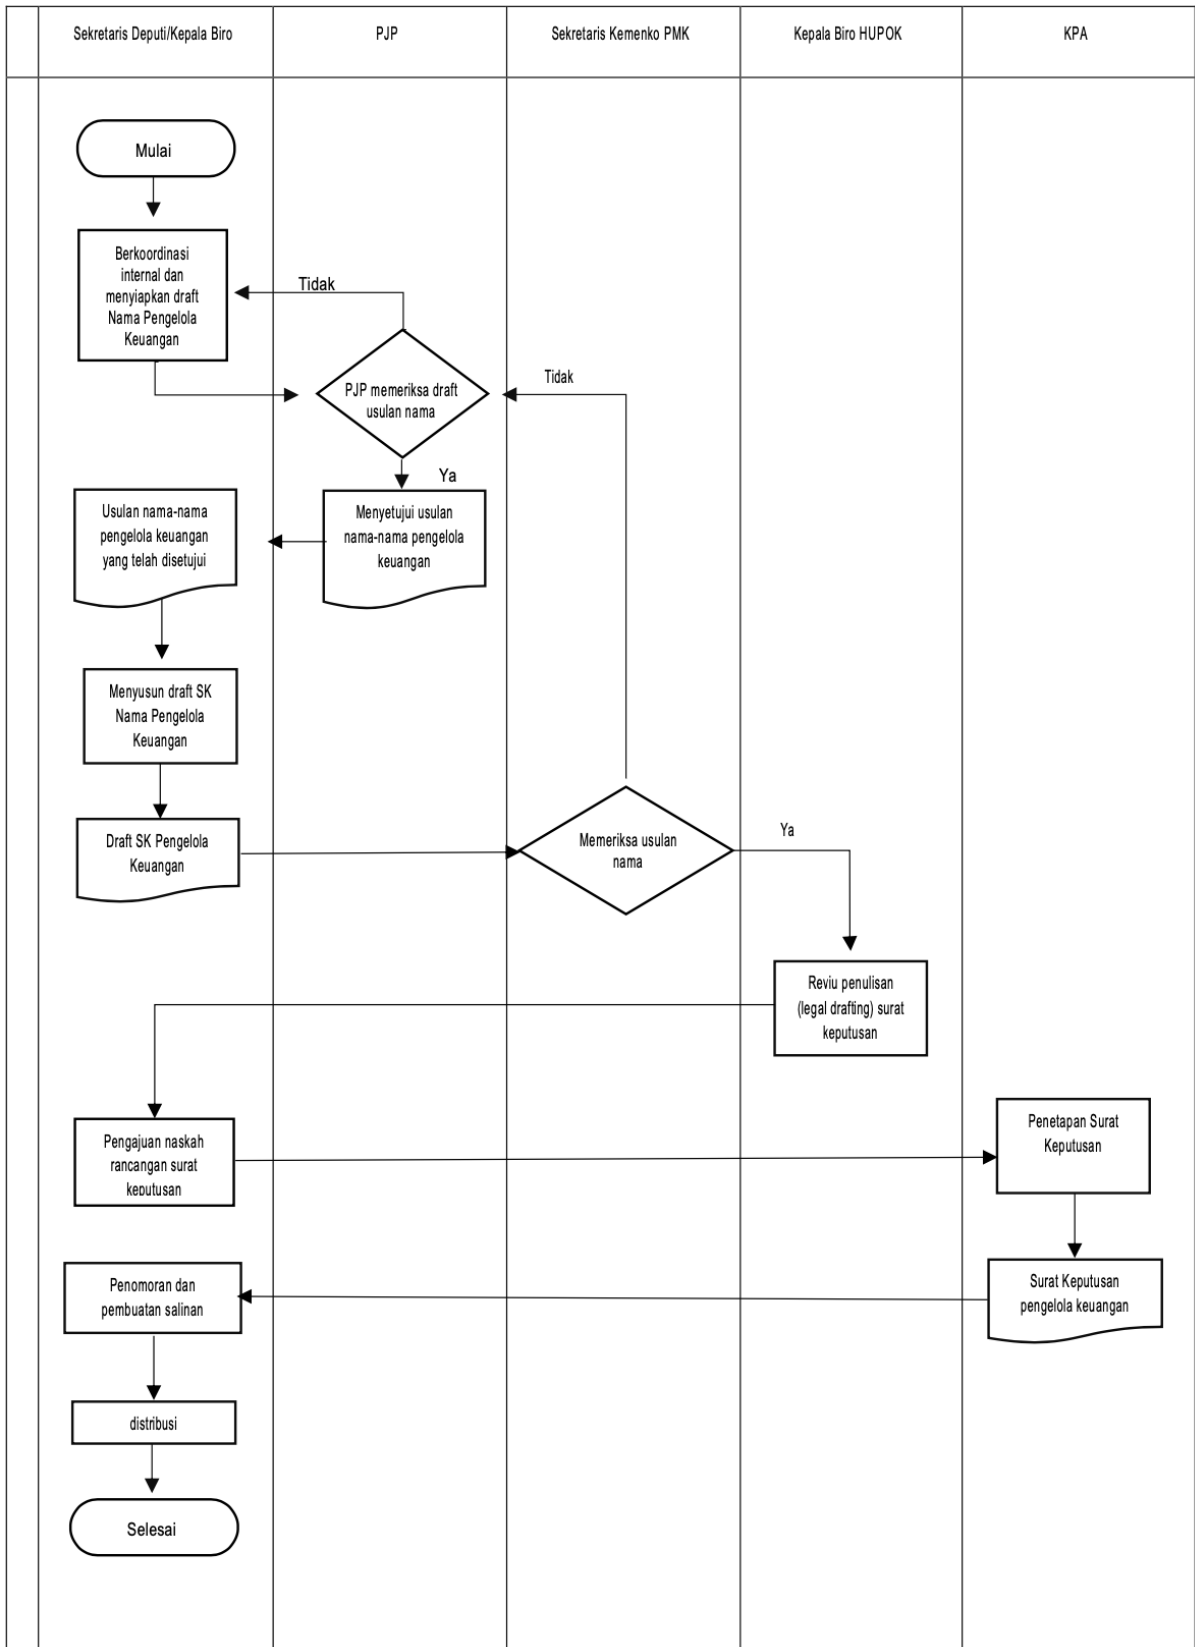 Sekretaris Deputi/Kepala Biro
PJP
Sekretaris Kemenko PMK
Kepala Biro HUPOK
KPA
Mulai
Berkoordinasi
internal dan
menyiapkan draft
Nama Pengelola
Keuangan
Tidak
PJP memeriksa draft
usulan nama
Tidak
Ya
Usulan nama-nama
pengelola keuangan
yang telah disetujui
Menyetujui usulan
nama-nama pengelola
keuangan
Menyusun draft SK
Nama Pengelola
Keuangan
Draft SK Pengelola
Keuangan
Memeriksa usulan
nama
Ya
Reviu penulisan
(legal drafting) surat
keputusan
Pengajuan naskah
rancangan surat
keputusan
Penetapan Surat
Keputusan
Penomoran dan
pembuatan salinan
Surat Keputusan
pengelola keuangan
distribusi
Selesai